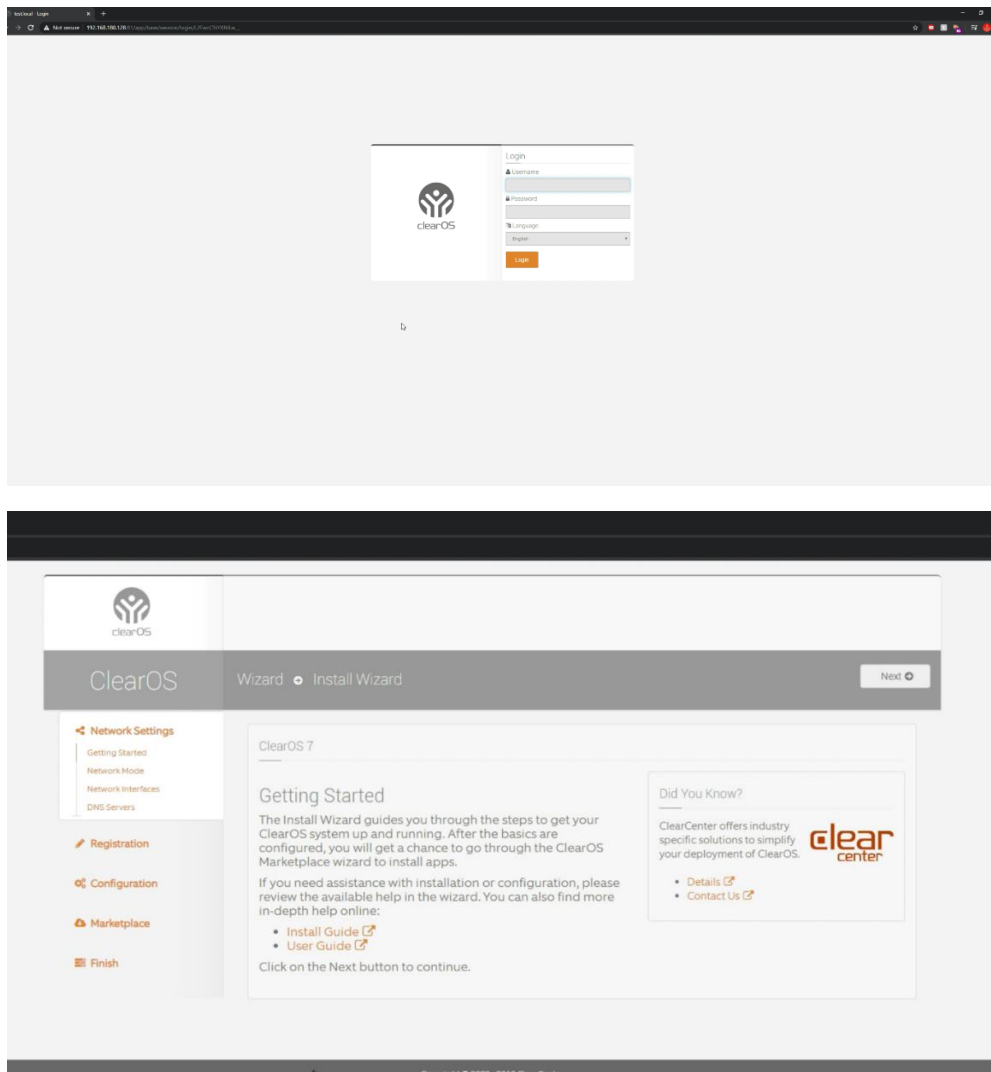 Login
Not secure
Login
Username
Password
clearOS
Language
English
Login
clearOS
ClearOS
Wizard Install Wizard
Next
Network Settings
Getting Started
Network Mode
Network Interfaces
DNS Servers
Registration
Configuration
Marketplace
Finish
ClearOS 7
Getting Started
The Install Wizard guides you through the steps to get your
ClearOS system up and running. After the basics are
configured, you will get a chance to go through the ClearOS
Marketplace wizard to install apps.
If you need assistance with installation or configuration, please
review the available help in the wizard. You can also find more
in-depth help online:
Install Guide
User Guide
Click on the Next button to continue.
Did You Know?
ClearCenter offers industry
specific solutions to simplify
your deployment of ClearOS.
clear
center
Details
Contact Us